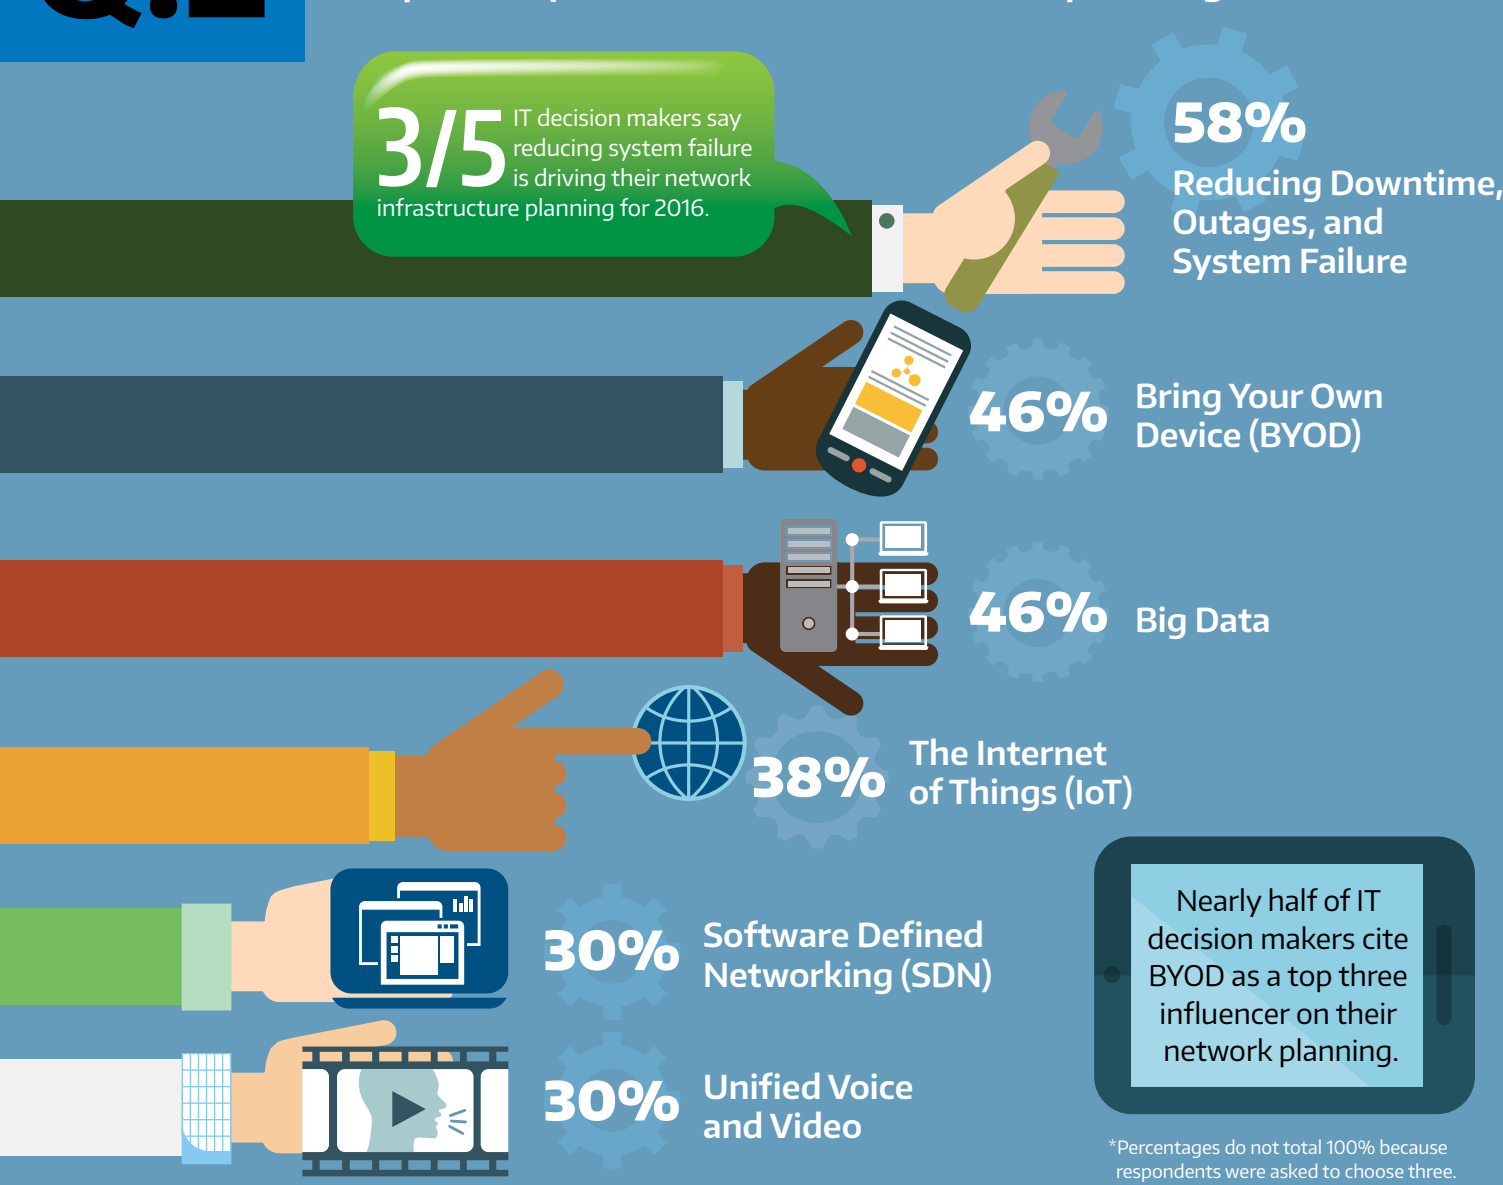 3/5 IT decision makers say
reducing system failure
is driving their network
infrastructure planning for 2016.
58%
Reducing Downtime,
Outages, and
System Failure
46%
Bring Your Own
Device (BYOD)
46%
Big Data
38%
The Internet
of Things (IoT)
30%
Software Defined
Networking (SDN)
30%
Unified Voice
and Video
Nearly half of IT
decision makers cite
BYOD as a top three
influencer on their
network planning.
*Percentages do not total 100% because
respondents were asked to choose three.